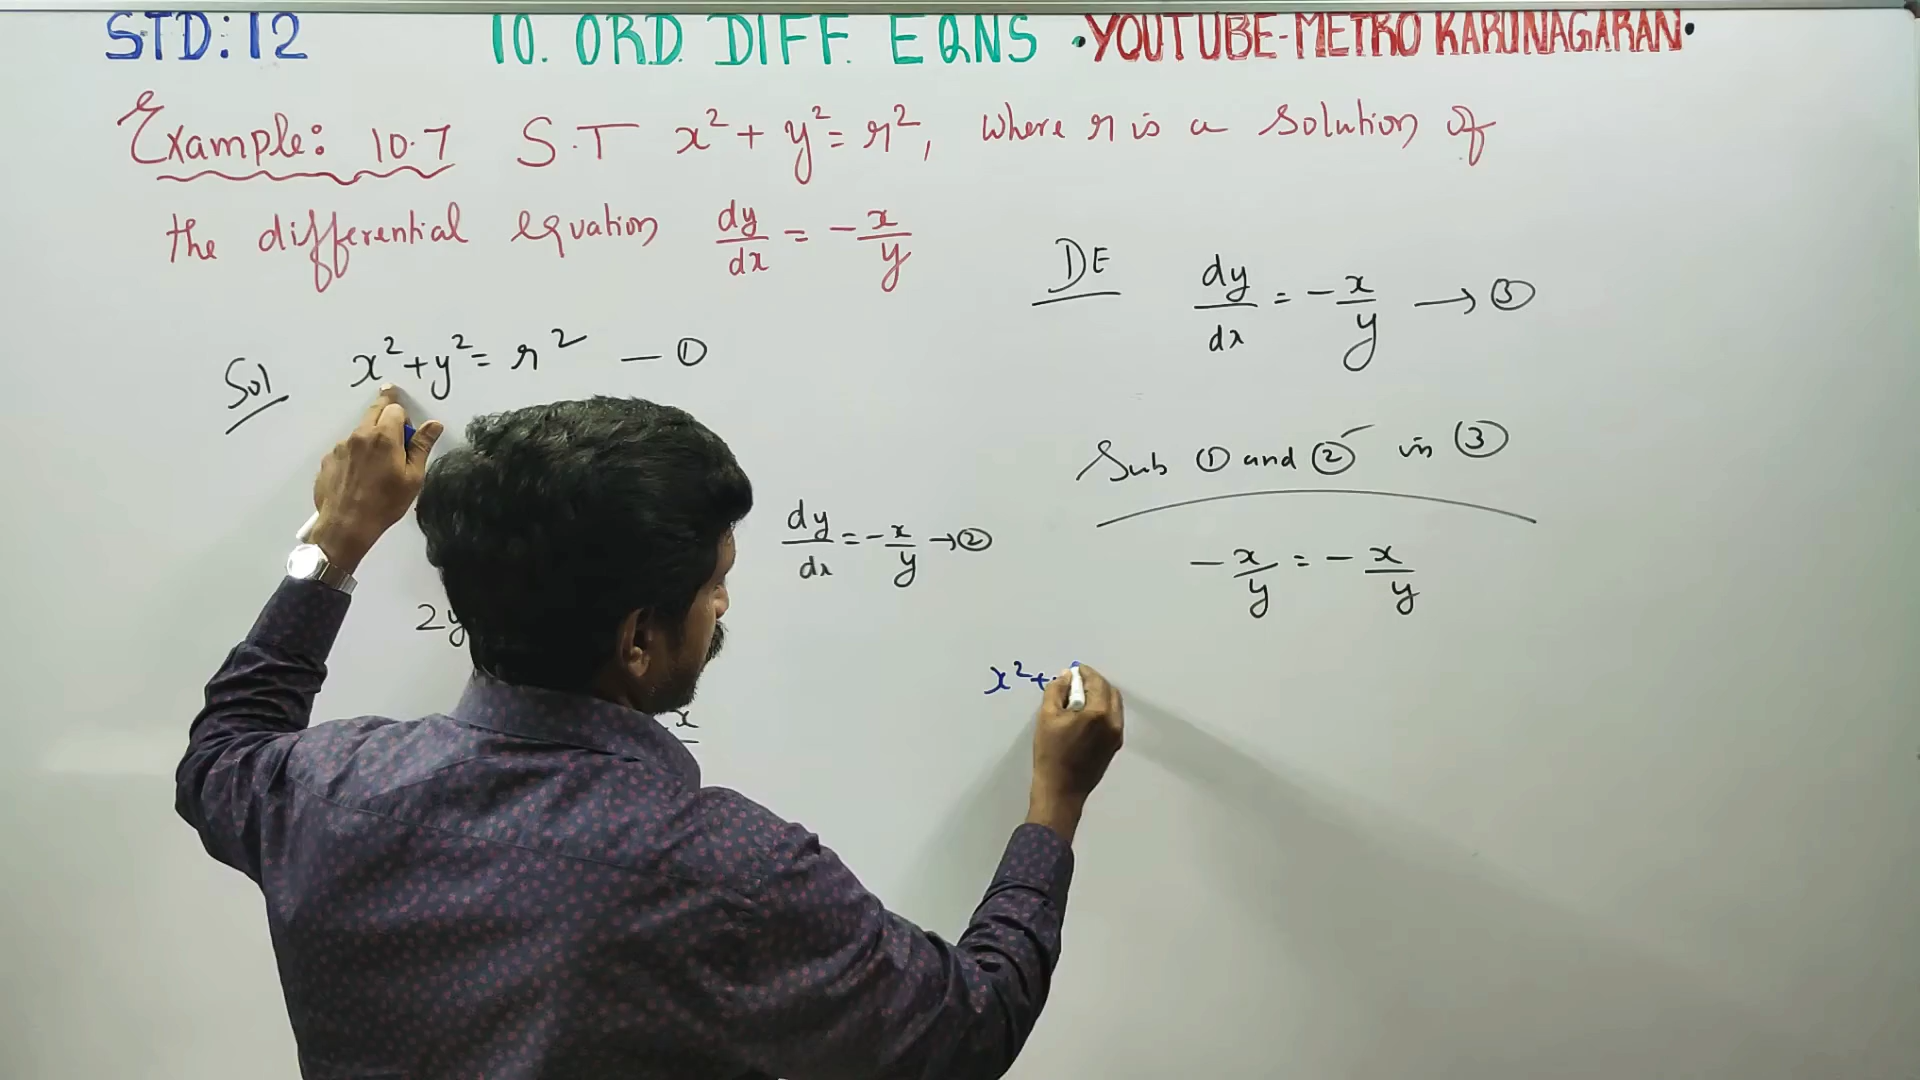 STD: 12 10. ORD. DIFF. EQNS •YOUTUBE-METRO KARUNAGARAN•
Example: 10.7 S.T x² + y² = r², where r is a solution of
the differential equation dy/dx = -x/y
Sol x² + y² = r² — ①
dy/dx = -x/y → ②
2y
x
DE dy/dx = -x/y → ③
Sub ① and ② in ③
-x/y = -x/y
x² +